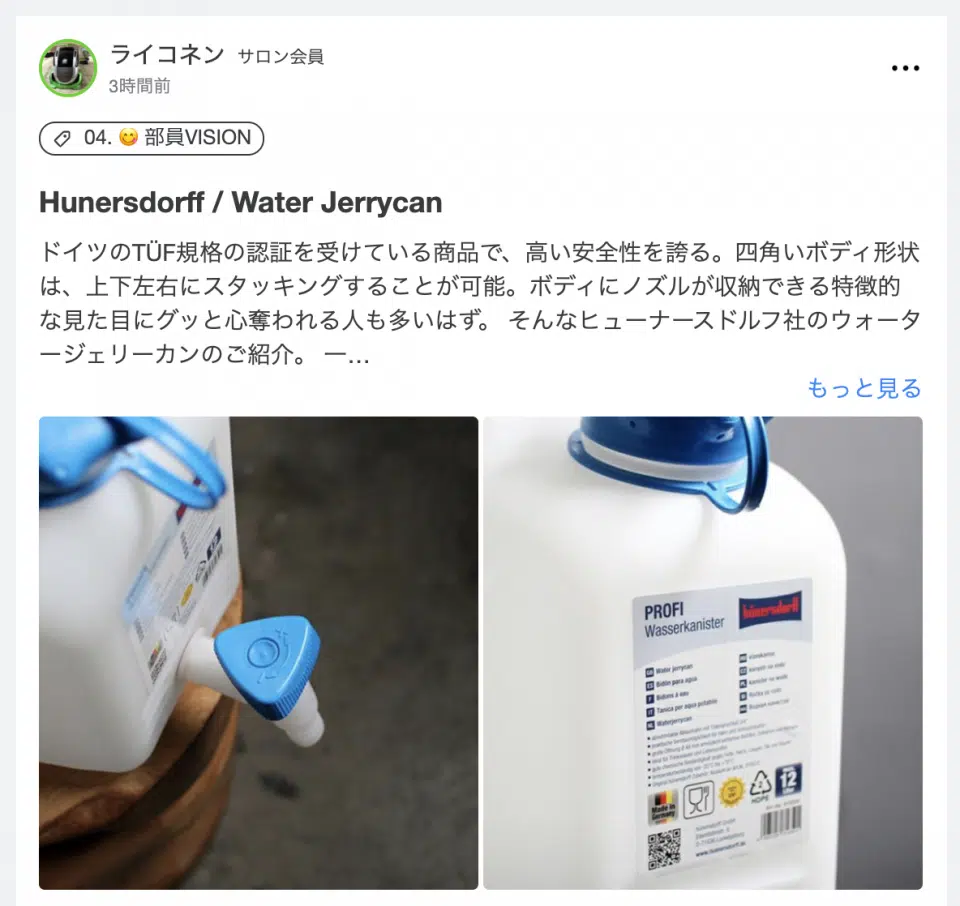 ライコネン サロン会員
3時間前
04. 😋 部員VISION
Hunersdorff / Water Jerrycan
ドイツのTÜF規格の認証を受けている商品で、高い安全性を誇る。四角いボディ形状
は、上下左右にスタッキングすることが可能。ボディにノズルが収納できる特徴的
な見た目にグッと心奪われる人も多いはず。 そんなヒューナースドルフ社のウォータ
ージェリーカンのご紹介。 一…
もっと見る
PROFI
Wasserkanister
hünersdorff
Water jerrycan
Bidón para agua
Bidons à eau
Tanica per acqua potabile
Waterjerrycan
Made in
Germany
HDPE
12
www.hunersdorff.de